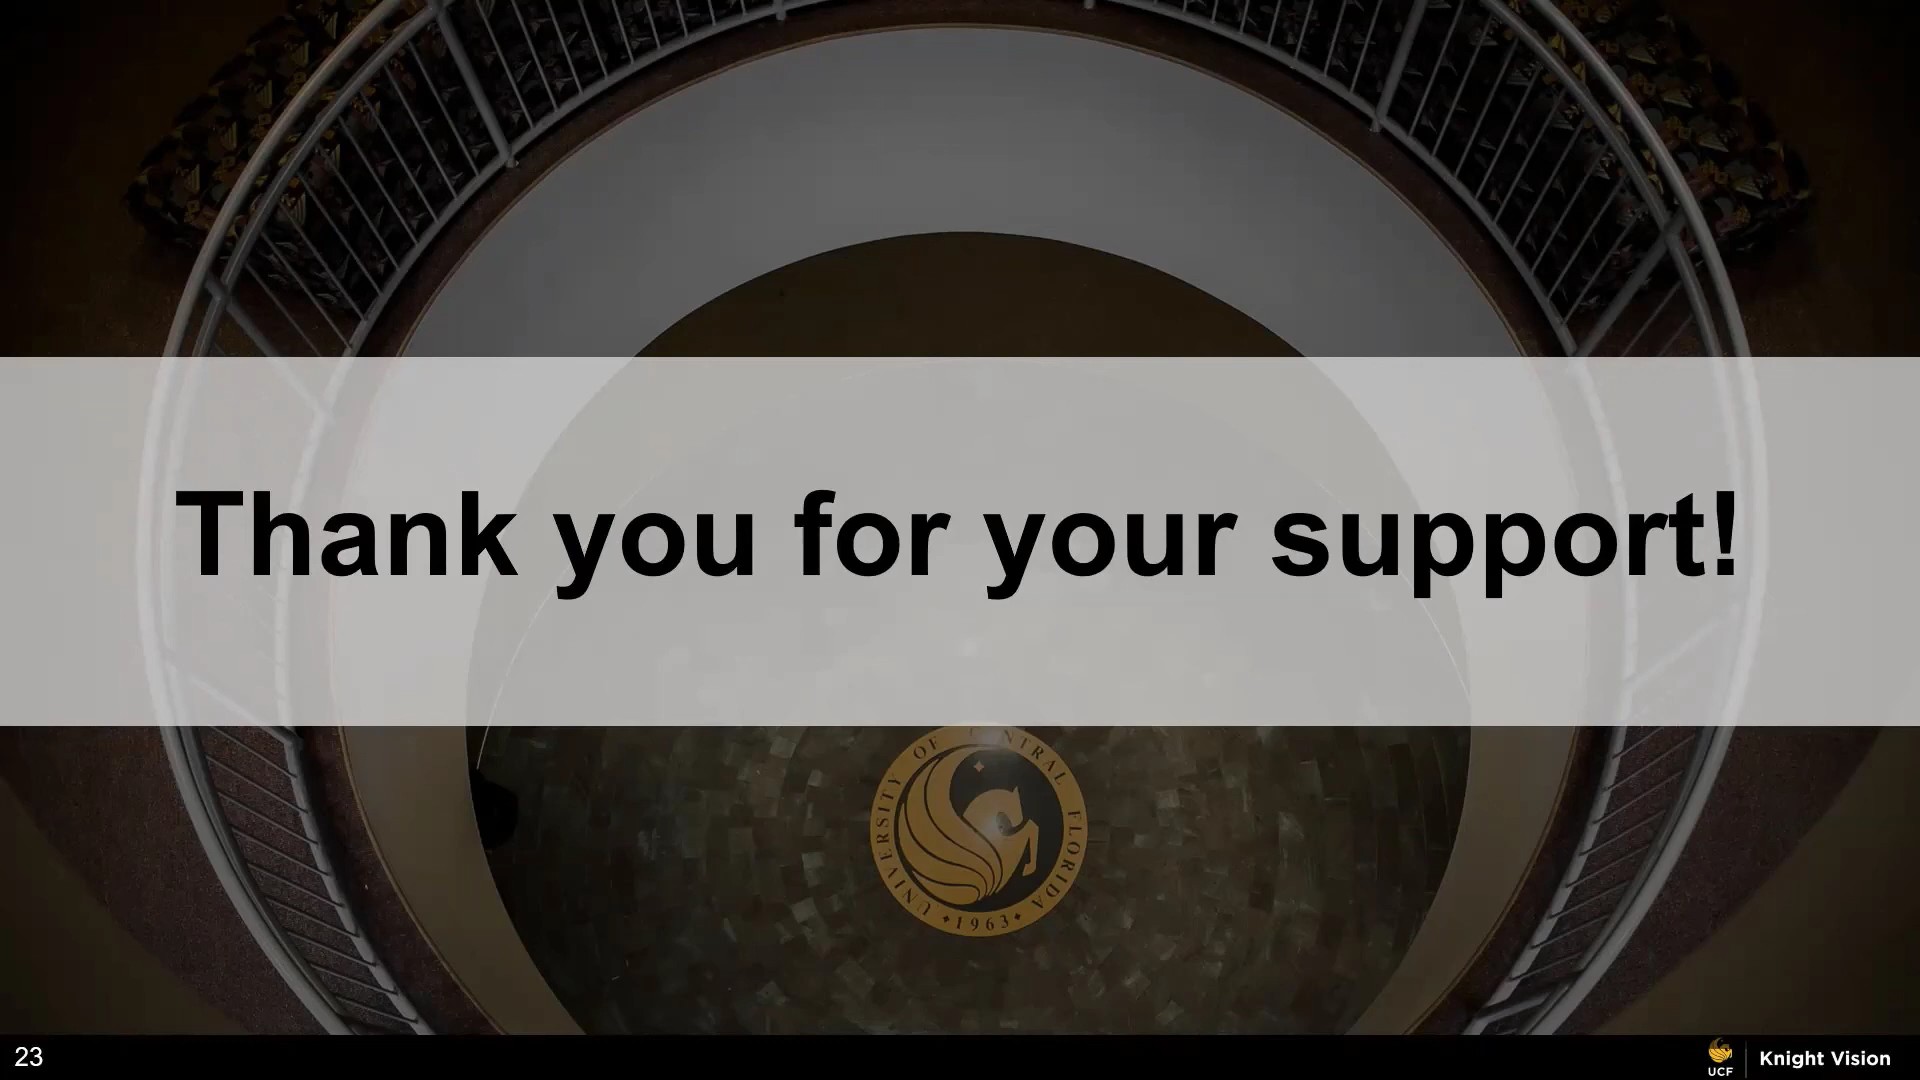 Thank you for your support!
UNIVERSITY OF CENTRAL FLORIDA
1963
23
UCF
Knight Vision